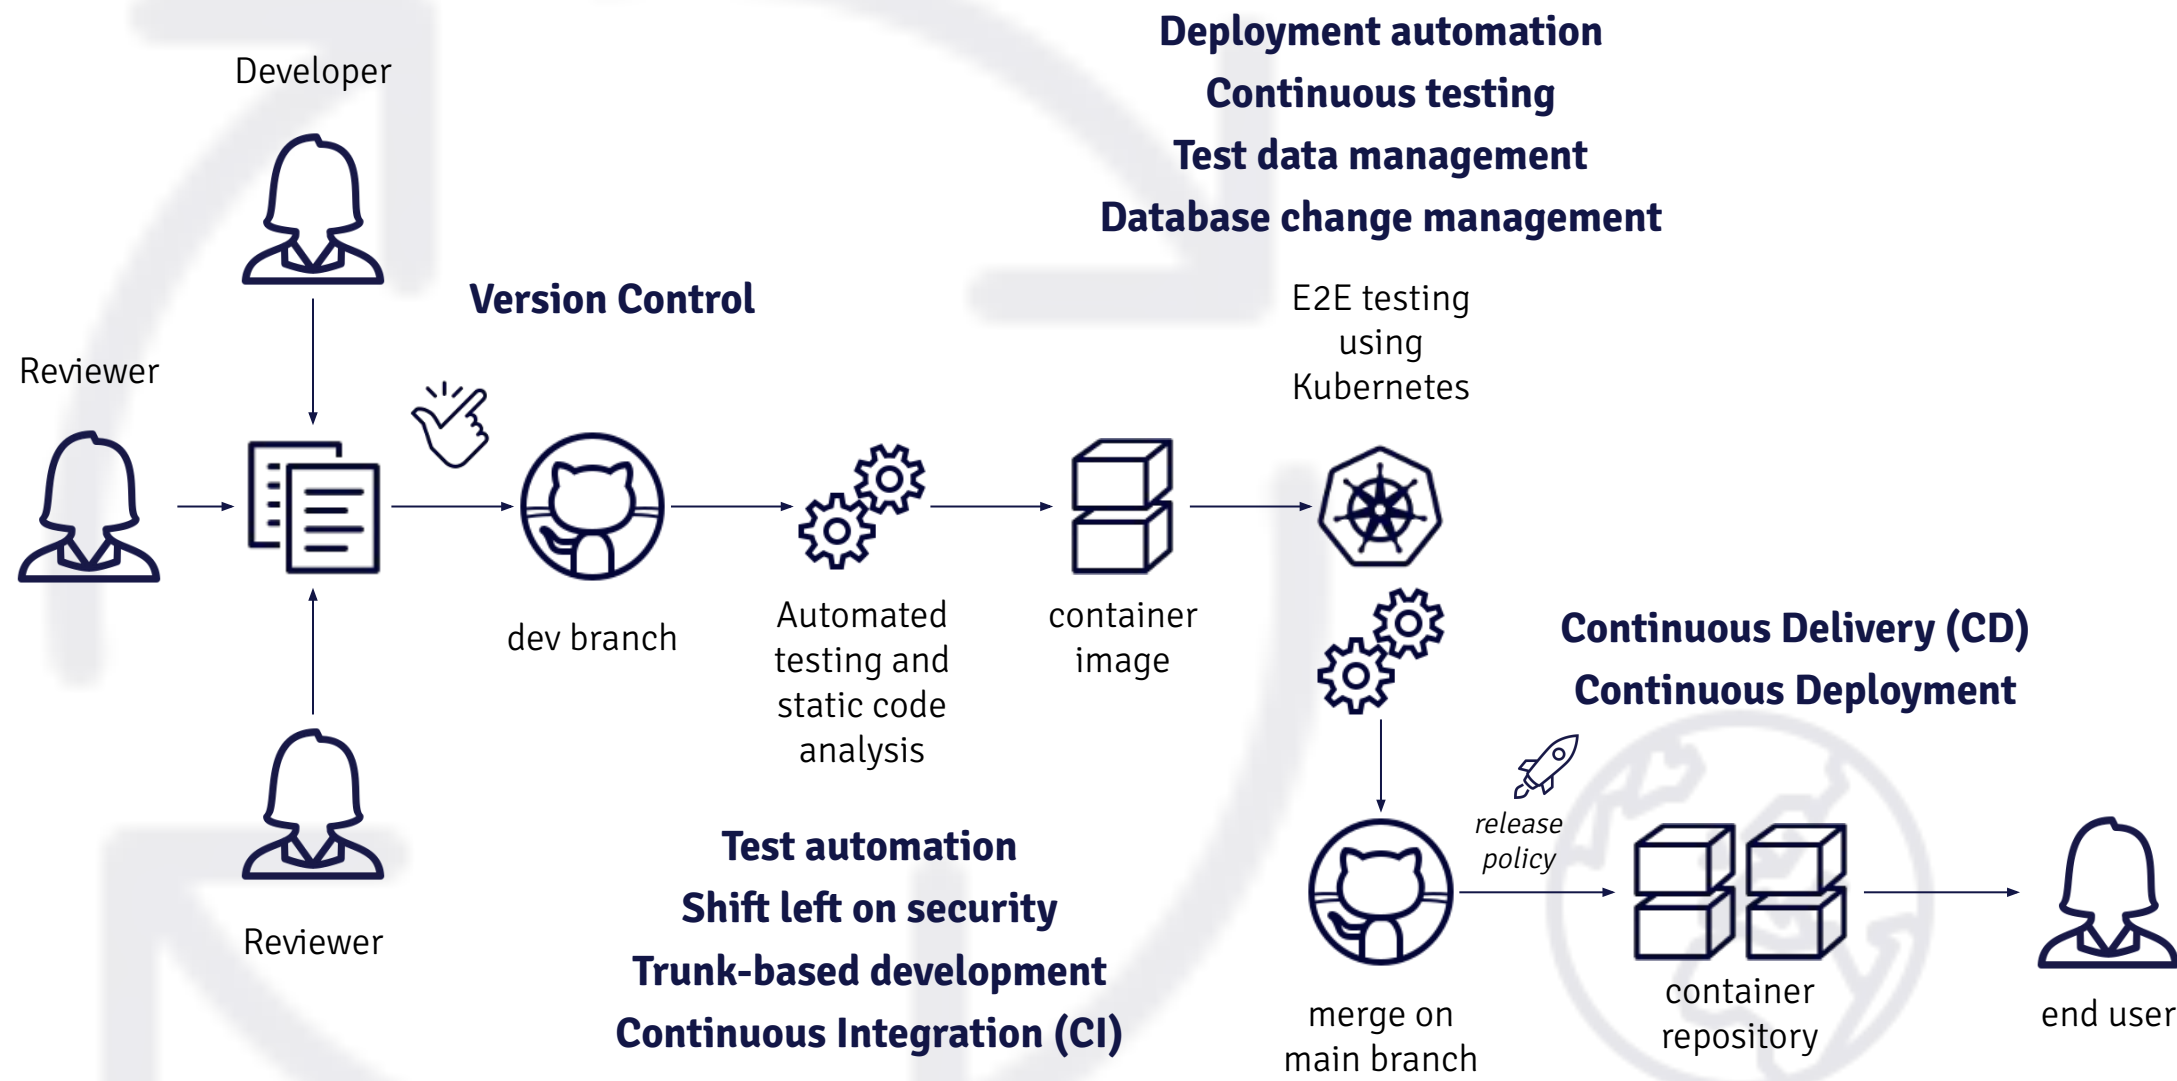 Deployment automation
Continuous testing
Test data management
Database change management
Developer
Version Control
E2E testing
using
Kubernetes
Reviewer
dev branch
Automated
testing and
static code
analysis
container
image
Continuous Delivery (CD)
Continuous Deployment
release
policy
Test automation
Shift left on security
Trunk-based development
Continuous Integration (CI)
Reviewer
merge on
main branch
container
repository
end user